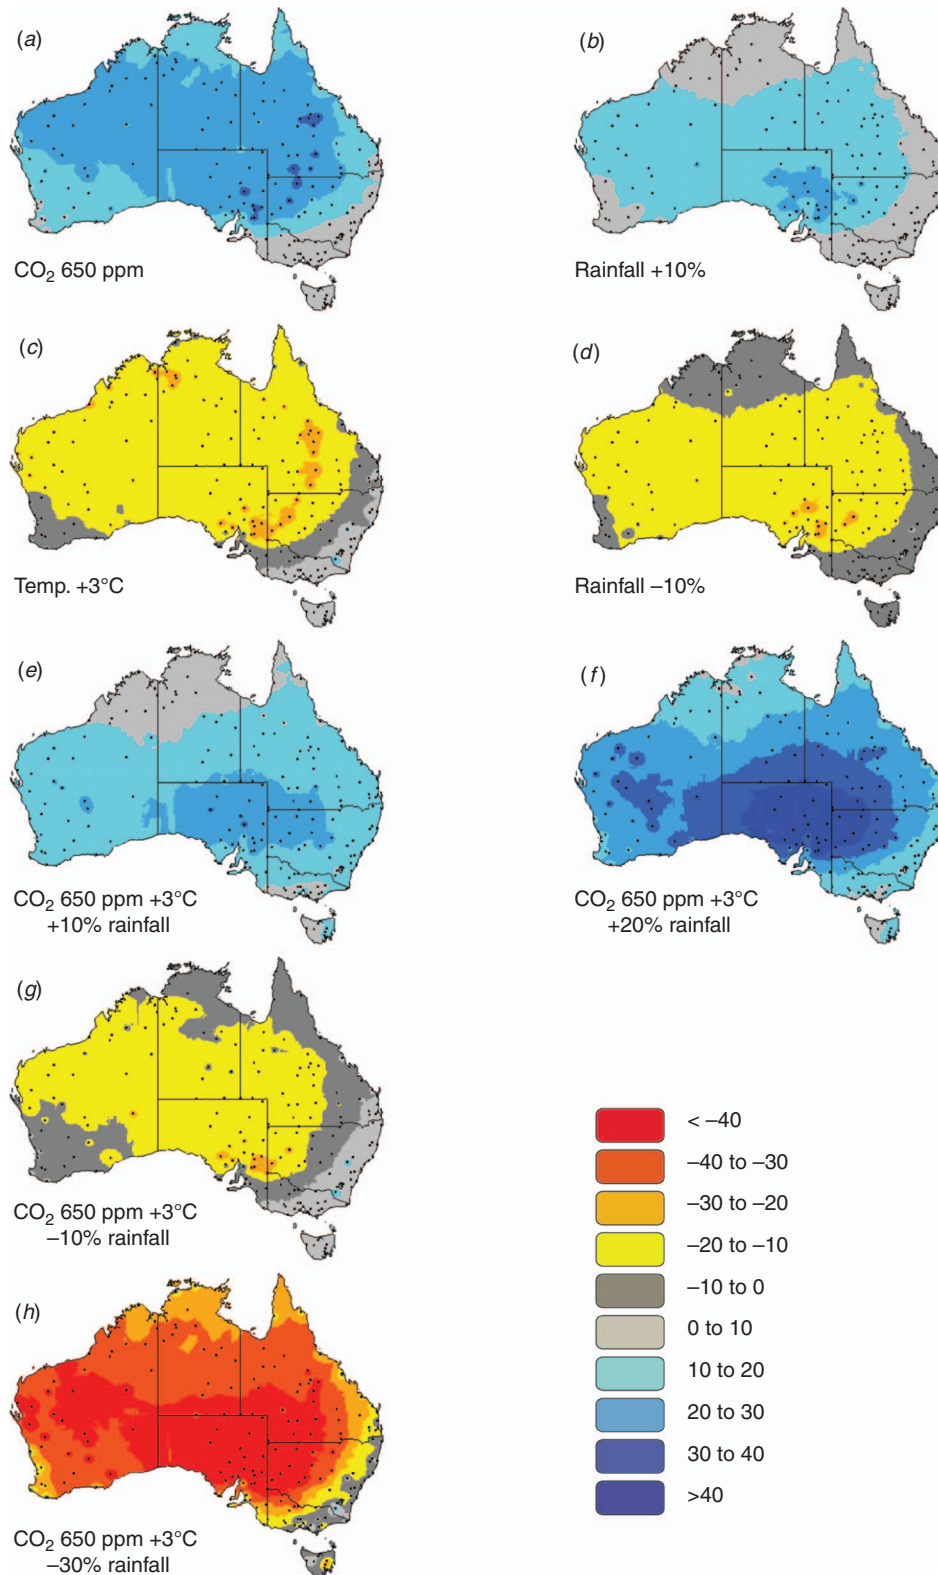 (a)
CO₂ 650 ppm
(b)
Rainfall +10%
(c)
Temp. +3°C
(d)
Rainfall –10%
(e)
CO₂ 650 ppm +3°C
+10% rainfall
(f)
CO₂ 650 ppm +3°C
+20% rainfall
(g)
CO₂ 650 ppm +3°C
–10% rainfall
(h)
CO₂ 650 ppm +3°C
–30% rainfall
< –40
–40 to –30
–30 to –20
–20 to –10
–10 to 0
0 to 10
10 to 20
20 to 30
30 to 40
>40